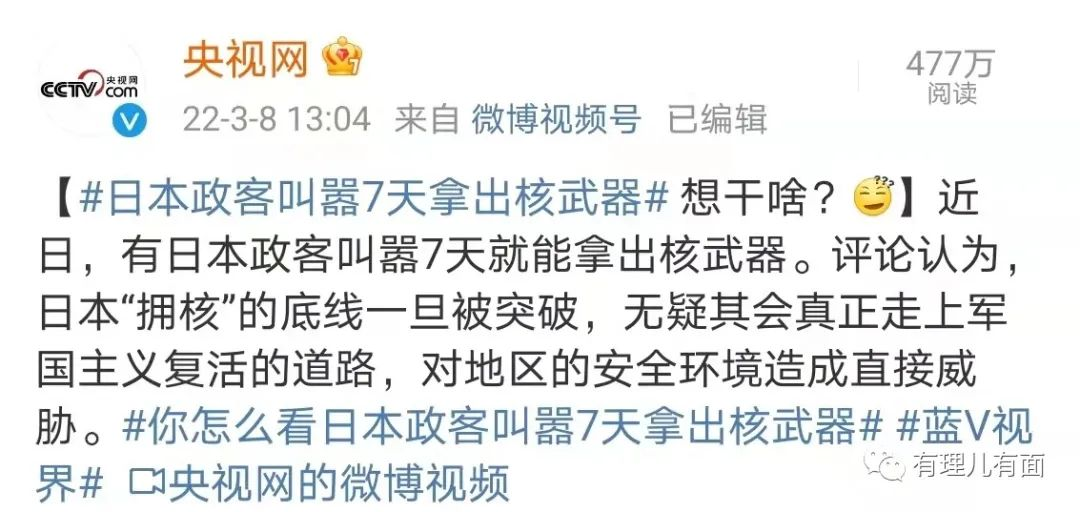 央视网
477万
阅读
CCTV 央视网 com
22-3-8 13:04 来自 微博视频号 已编辑
【#日本政客叫嚣7天拿出核武器# 想干啥？】近
日，有日本政客叫嚣7天就能拿出核武器。评论认为，
日本“拥核”的底线一旦被突破，无疑其会真正走上军
国主义复活的道路，对地区的安全环境造成直接威
胁。#你怎么看日本政客叫嚣7天拿出核武器# #蓝V视
界# 央视网的微博视频
有理儿有面